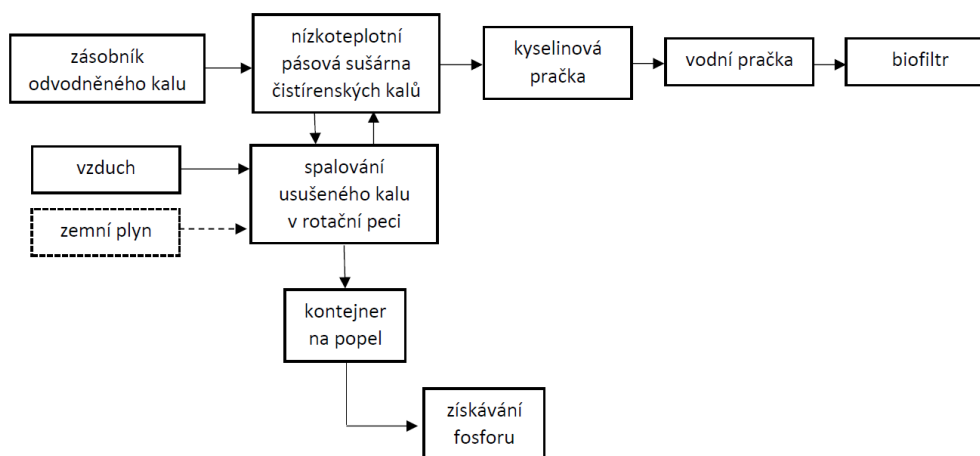 zásobník
odvodněného kalu
nízkoteplotní
pásová sušárna
čistírenských kalů
kyselinová
pračka
vodní pračka
biofiltr
vzduch
zemní plyn
spalování
usušeného kalu
v rotační peci
kontejner
na popel
získávání
fosforu